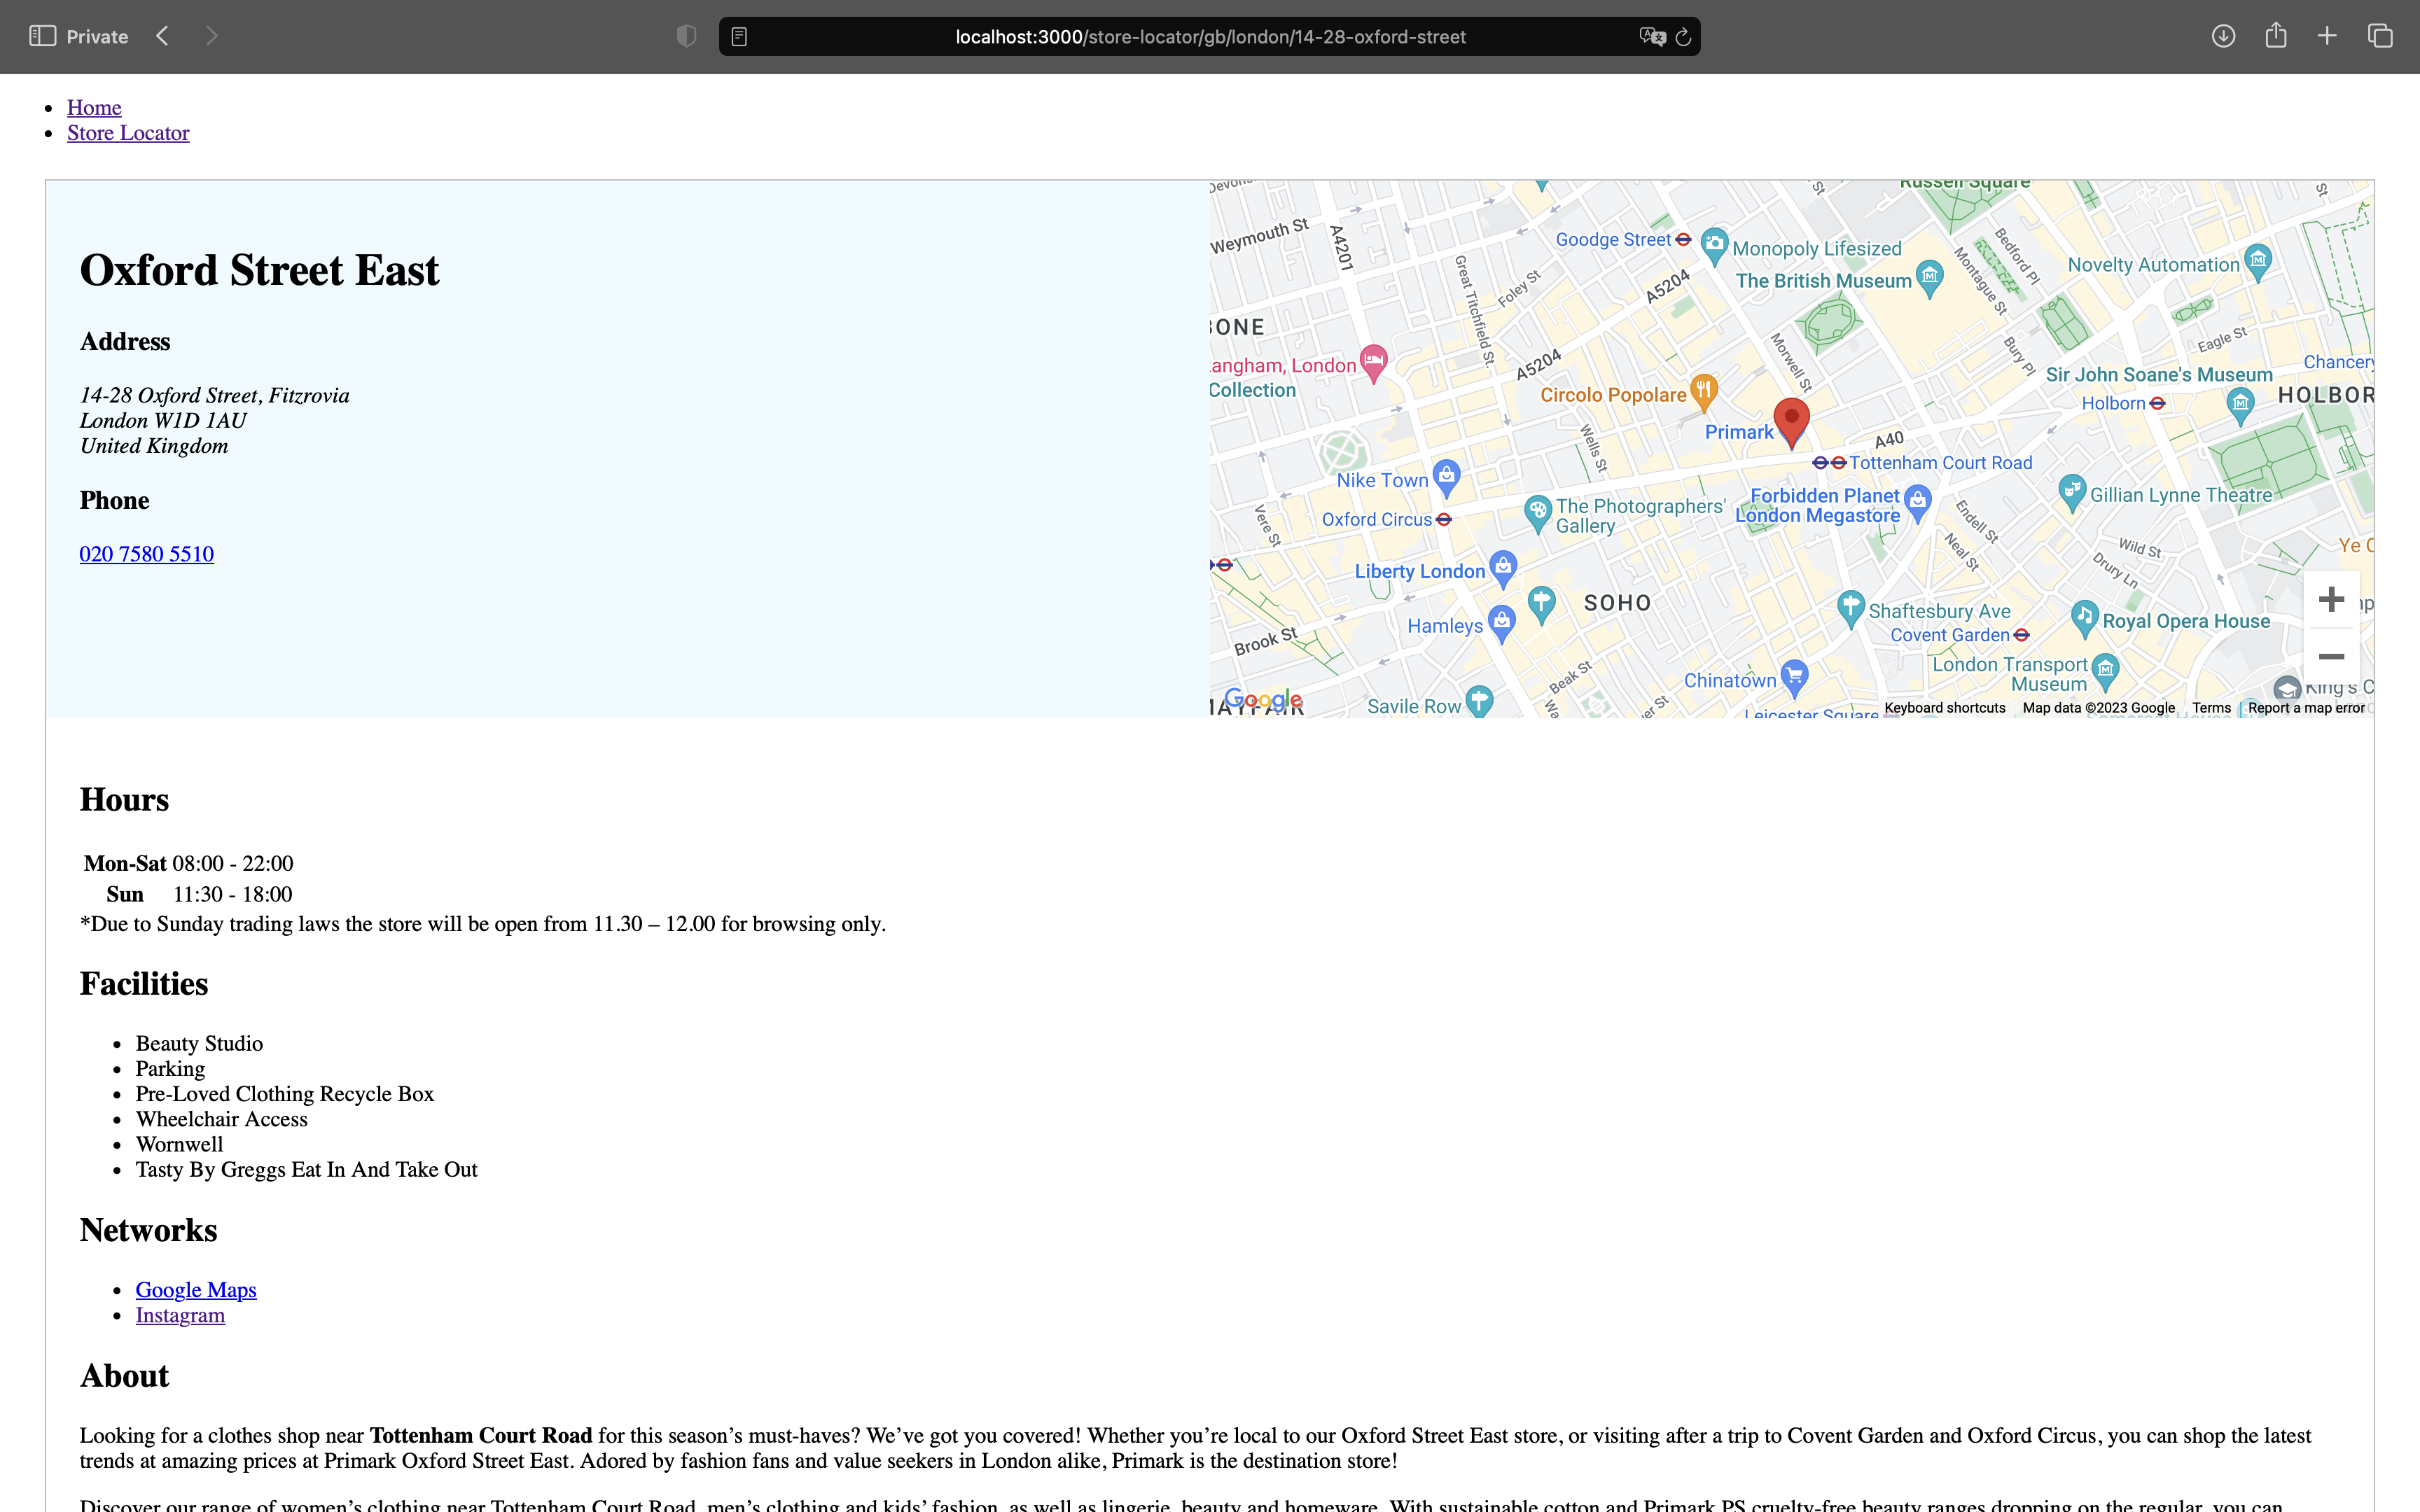 Private
localhost:3000/store-locator/gb/london/14-28-oxford-street
Home
Store Locator
Oxford Street East
Address
14-28 Oxford Street, Fitzrovia
London W1D 1AU
United Kingdom
Phone
020 7580 5510
Weymouth St
A4201
Great Titchfield St.
Foley St
Goodge Street
Monopoly Lifesized
The British Museum
A5204
Russell Square
Montague St
Bedford Pl
Novelty Automation
Eagle St
Bury Pl
Morwell St
A5204
Langham, London
Collection
Circolo Popolare
Sir John Soane's Museum
Holborn
Primark
A40
Tottenham Court Road
Nike Town
Wells St
Oxford Circus
Vere St
The Photographers'
Gallery
Forbidden Planet
London Megastore
Gillian Lynne Theatre
Endell St
Neal St
Wild St
Drury Ln
Liberty London
SOHO
Hamleys
Shaftesbury Ave
Covent Garden
Royal Opera House
Brook St
Beak St
Chinatown
London Transport
Museum
Savile Row
Leicester Square
Google
Keyboard shortcuts Map data ©2023 Google Terms Report a map error
Hours
Mon-Sat 08:00 - 22:00
Sun 11:30 - 18:00
*Due to Sunday trading laws the store will be open from 11.30 – 12.00 for browsing only.
Facilities
Beauty Studio
Parking
Pre-Loved Clothing Recycle Box
Wheelchair Access
Wornwell
Tasty By Greggs Eat In And Take Out
Networks
Google Maps
Instagram
About
Looking for a clothes shop near Tottenham Court Road for this season’s must-haves? We’ve got you covered! Whether you’re local to our Oxford Street East store, or visiting after a trip to Covent Garden and Oxford Circus, you can shop the latest
trends at amazing prices at Primark Oxford Street East. Adored by fashion fans and value seekers in London alike, Primark is the destination store!
Discover our range of women’s clothing near Tottenham Court Road, men’s clothing and kids’ fashion, as well as lingerie, beauty and homeware. With sustainable cotton and Primark PS cruelty-free beauty ranges dropping on the regular, you can